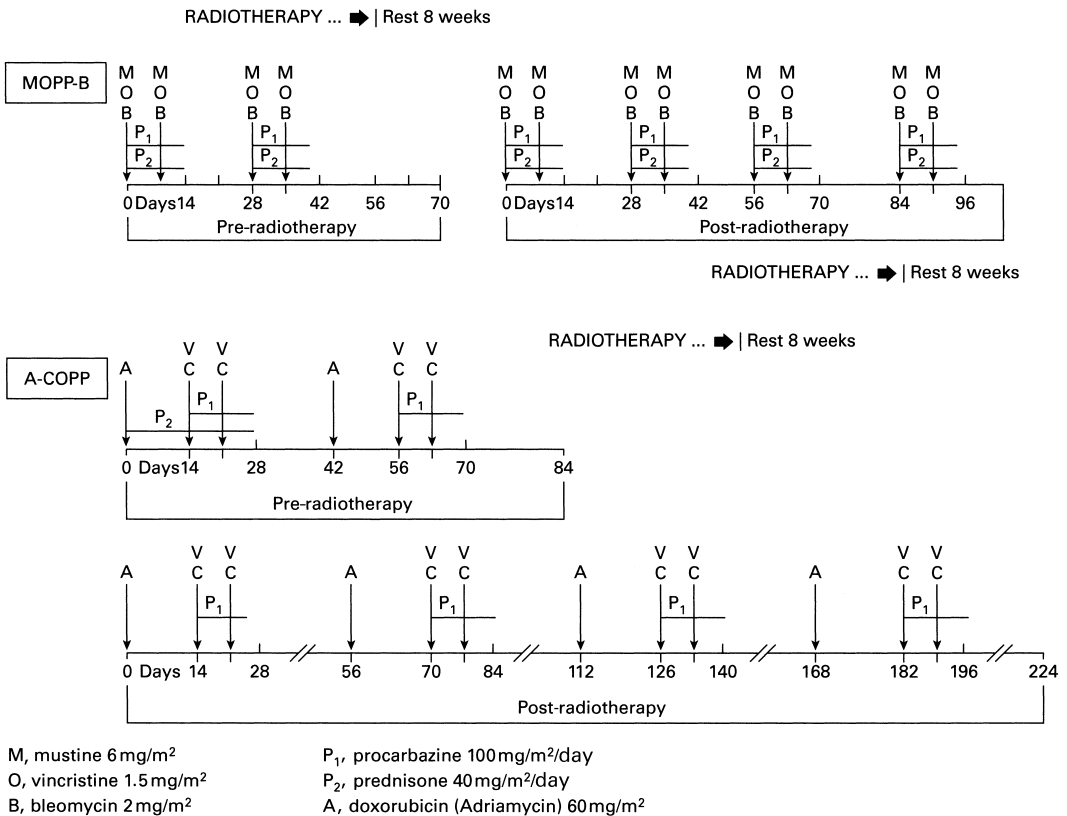 RADIOTHERAPY ... ➡ | Rest 8 weeks
MOPP-B
M M M M M M M M M M M M
O O O O O O O O O O O O
B B B B B B B B B B B B
P1 P1 P1 P1 P1 P1
P2 P2 P2 P2 P2 P2
0 Days 14 28 42 56 70 0 Days 14 28 42 56 70 84 96
Pre-radiotherapy Post-radiotherapy
RADIOTHERAPY ... ➡ | Rest 8 weeks
RADIOTHERAPY ... ➡ | Rest 8 weeks
A-COPP
V V V V
A C C A C C
P1 P1
P2
0 Days 14 28 42 56 70 84
Pre-radiotherapy
V V V V V V V V
A C C A C C A C C A C C
P1 P1 P1 P1
0 Days 14 28 56 70 84 112 126 140 168 182 196 224
Post-radiotherapy
M, mustine 6 mg/m² P1, procarbazine 100 mg/m²/day
O, vincristine 1.5 mg/m² P2, prednisone 40 mg/m²/day
B, bleomycin 2 mg/m² A, doxorubicin (Adriamycin) 60 mg/m²